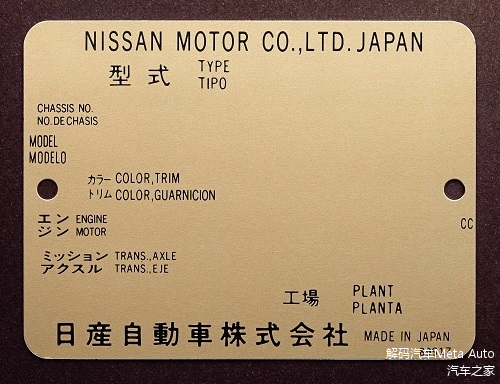 NISSAN MOTOR CO.,LTD. JAPAN
型式 TYPE
TIPO
CHASSIS NO.
NO.DE CHASIS
MODEL
MODELO
カラー COLOR,TRIM
トリム COLOR,GUARNICION
エン ENGINE
ジン MOTOR
CC
ミッション TRANS.,AXLE
アクスル TRANS.,EJE
工場 PLANT
PLANTA
日産自動車株式会社 MADE IN JAPAN
解码汽车Meta Auto
汽车之家